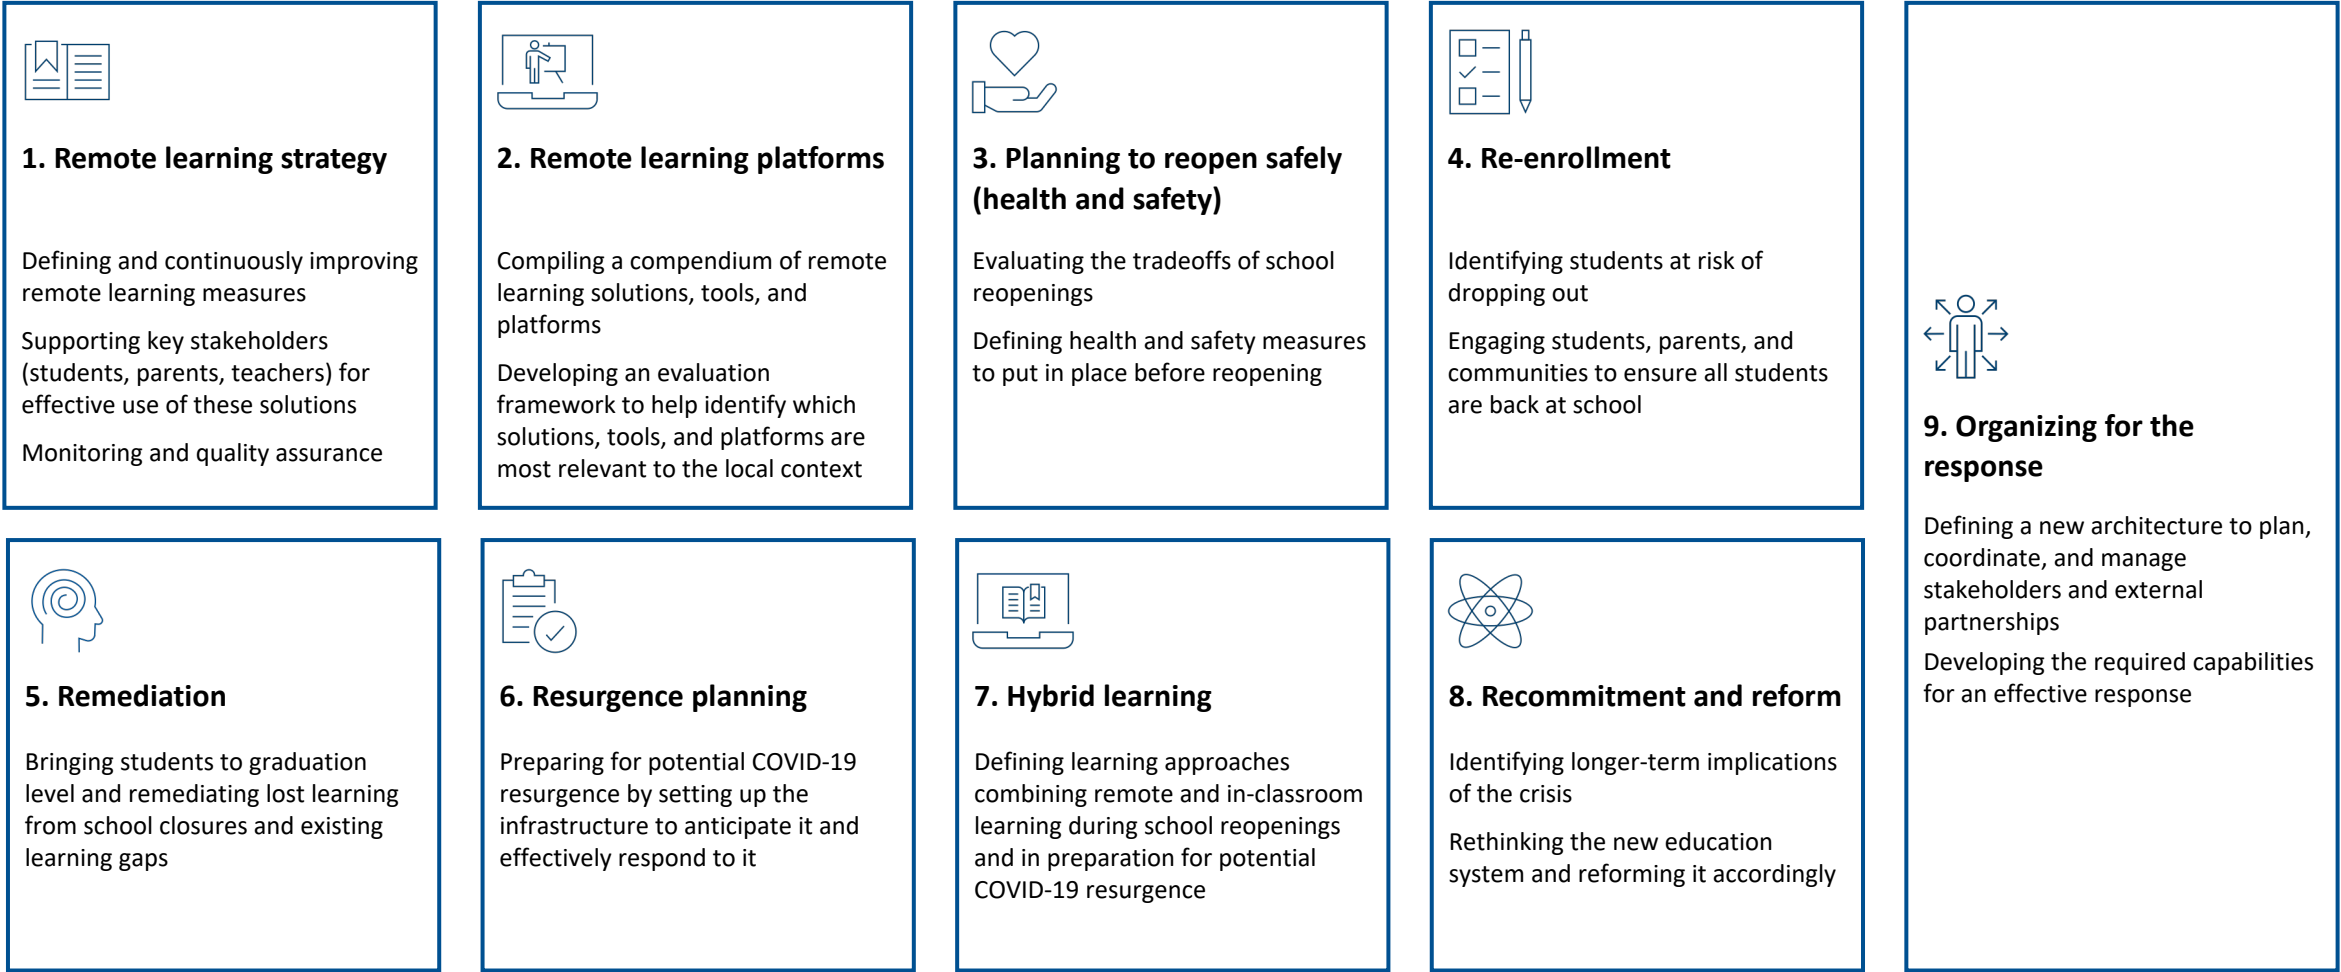 1. Remote learning strategy
Defining and continuously improving
remote learning measures
Supporting key stakeholders
(students, parents, teachers) for
effective use of these solutions
Monitoring and quality assurance
2. Remote learning platforms
Compiling a compendium of remote
learning solutions, tools, and
platforms
Developing an evaluation
framework to help identify which
solutions, tools, and platforms are
most relevant to the local context
3. Planning to reopen safely
(health and safety)
Evaluating the tradeoffs of school
reopenings
Defining health and safety measures
to put in place before reopening
4. Re-enrollment
Identifying students at risk of
dropping out
Engaging students, parents, and
communities to ensure all students
are back at school
5. Remediation
Bringing students to graduation
level and remediating lost learning
from school closures and existing
learning gaps
6. Resurgence planning
Preparing for potential COVID-19
resurgence by setting up the
infrastructure to anticipate it and
effectively respond to it
7. Hybrid learning
Defining learning approaches
combining remote and in-classroom
learning during school reopenings
and in preparation for potential
COVID-19 resurgence
8. Recommitment and reform
Identifying longer-term implications
of the crisis
Rethinking the new education
system and reforming it accordingly
9. Organizing for the
response
Defining a new architecture to plan,
coordinate, and manage
stakeholders and external
partnerships
Developing the required capabilities
for an effective response